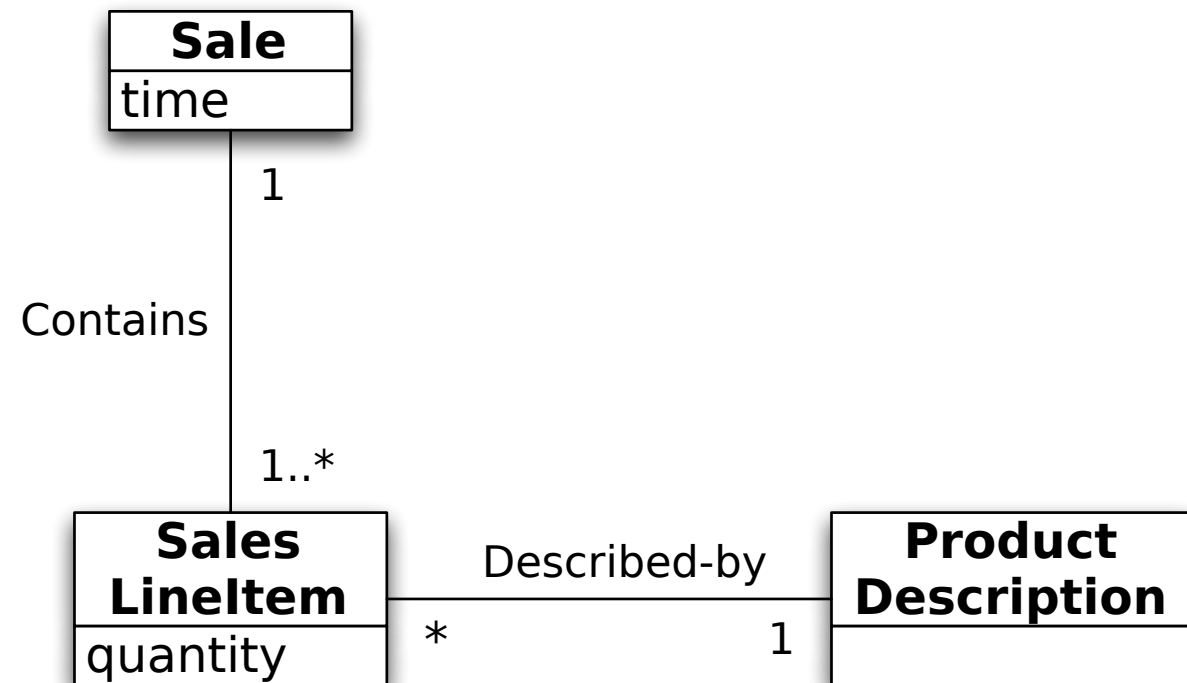 Sale
time
1
Contains
1..*
Sales
LineItem
quantity
Described-by
*
1
Product
Description